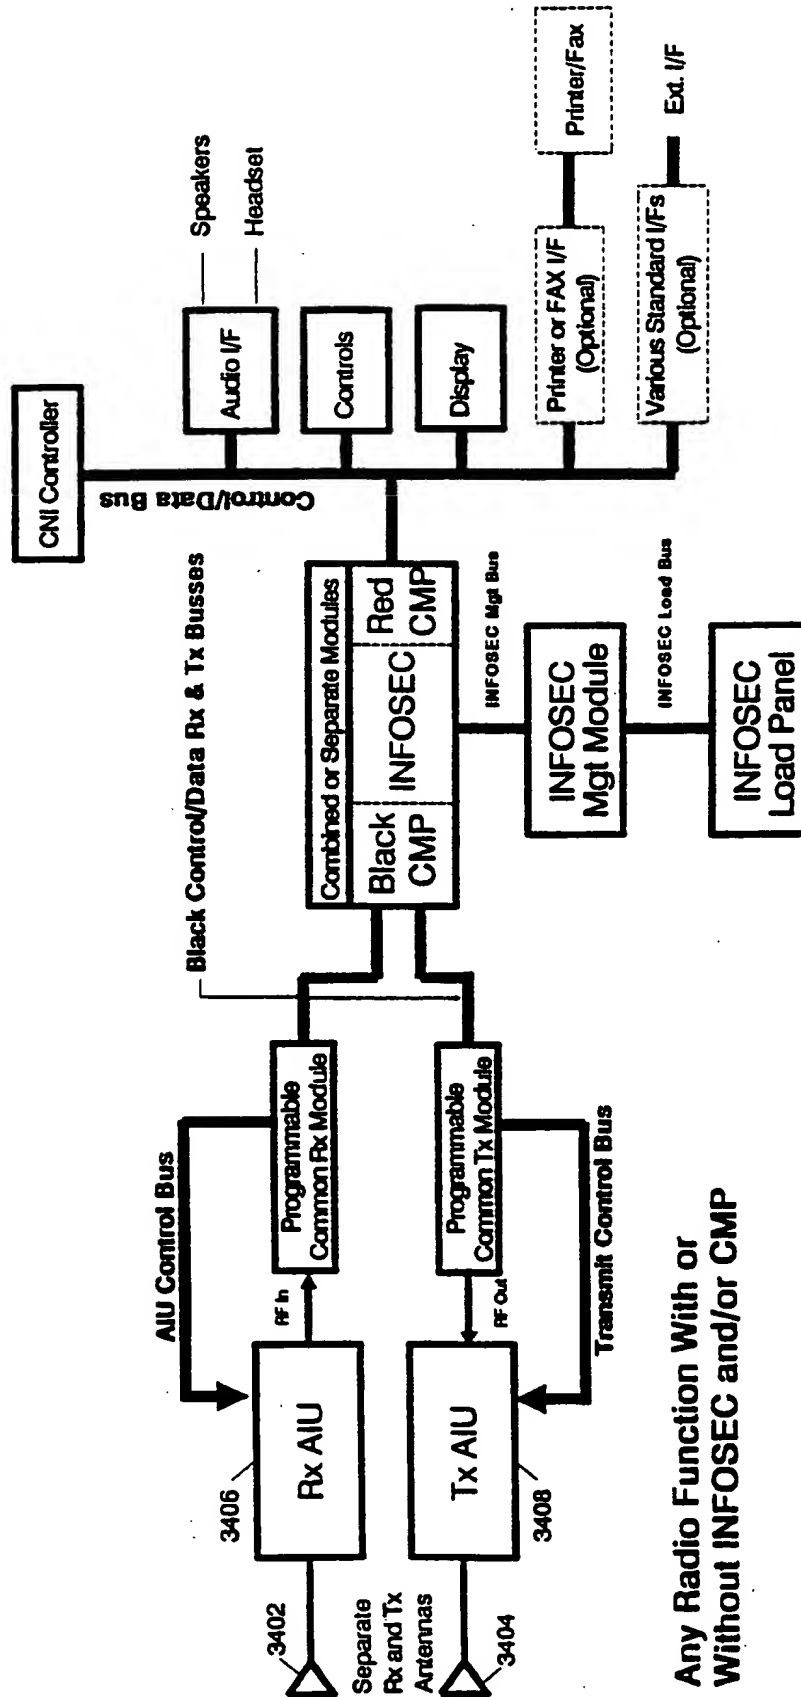 CNI Controller
Control/Data Bus
Audio I/F
Speakers
Headset
Controls
Display
Printer or FAX I/F
(Optional)
Printer/Fax
Various Standard I/Fs
(Optional)
Ext. I/F
Black Control/Data Rx & Tx Busses
Combined or Separate Modules
Black
CMP
INFOSEC
Red
CMP
INFOSEC Mgt Bus
INFOSEC
Mgt Module
INFOSEC Load Bus
INFOSEC
Load Panel
AIU Control Bus
Programmable
Common Rx Module
RF In
Rx AIU
3406
3402
Separate
Rx and Tx
Antennas
3404
Tx AIU
3408
RF Out
Programmable
Common Tx Module
Transmit Control Bus
Any Radio Function With or
Without INFOSEC and/or CMP